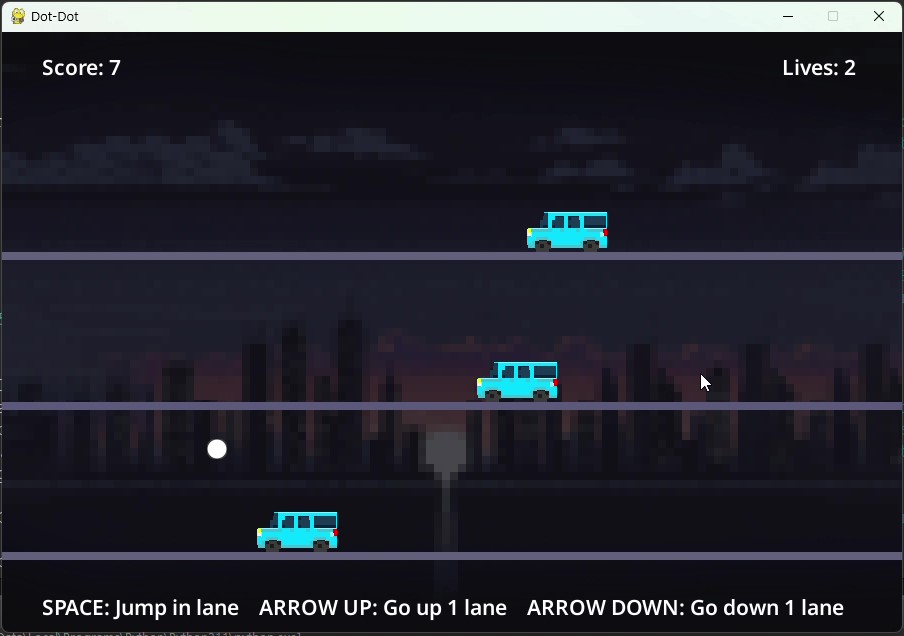 Dot-Dot
Score: 7
Lives: 2
SPACE: Jump in lane ARROW UP: Go up 1 lane ARROW DOWN: Go down 1 lane